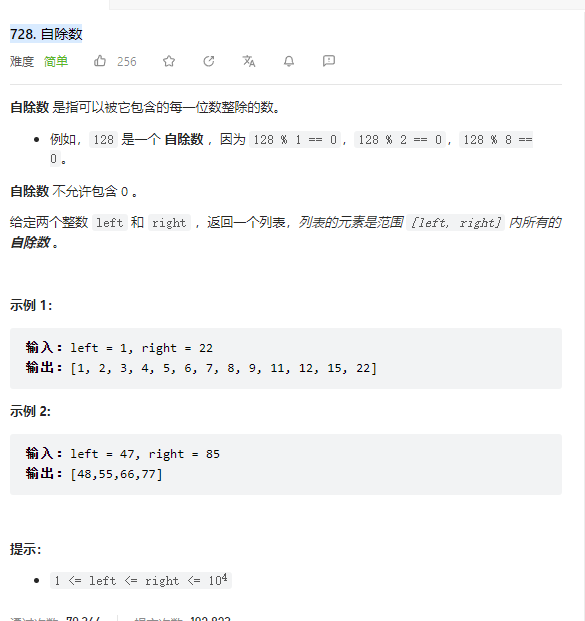 728. 自除数
难度 简单 256
自除数 是指可以被它包含的每一位数整除的数。
例如，128 是一个 自除数 ，因为 128 % 1 == 0，128 % 2 == 0，128 % 8 ==
0。
自除数 不允许包含 0 。
给定两个整数 left 和 right ，返回一个列表，列表的元素是范围 [left, right] 内所有的
自除数 。
示例 1：
输入：left = 1, right = 22
输出：[1, 2, 3, 4, 5, 6, 7, 8, 9, 11, 12, 15, 22]
示例 2:
输入：left = 47, right = 85
输出：[48,55,66,77]
提示：
1 <= left <= right <= 10⁴